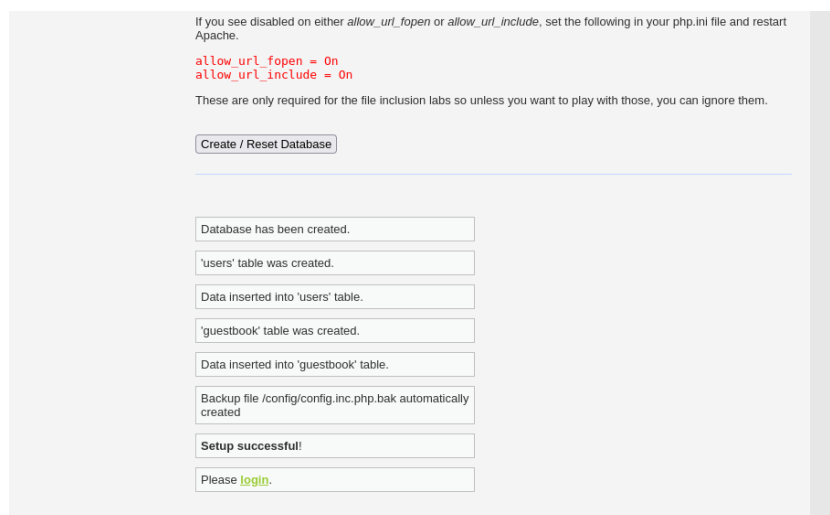 If you see disabled on either allow_url_fopen or allow_url_include, set the following in your php.ini file and restart
Apache.
allow_url_fopen = On
allow_url_include = On
These are only required for the file inclusion labs so unless you want to play with those, you can ignore them.
Create / Reset Database
Database has been created.
'users' table was created.
Data inserted into 'users' table.
'guestbook' table was created.
Data inserted into 'guestbook' table.
Backup file /config/config.inc.php.bak automatically
created
Setup successful!
Please login.